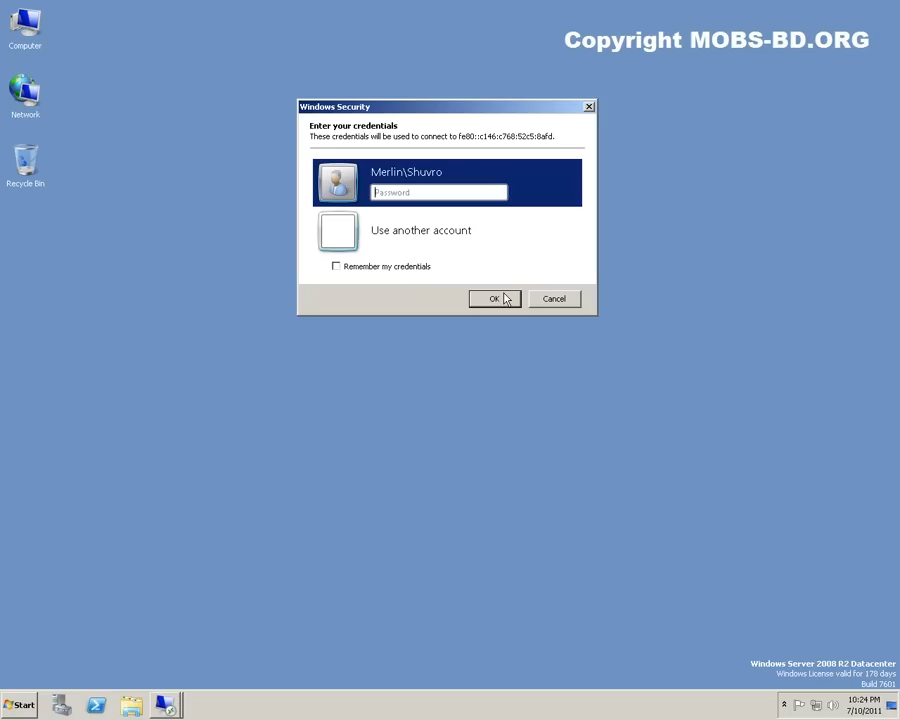 Computer
Copyright MOBS-BD.ORG
Network
Recycle Bin
Windows Security
Enter your credentials
These credentials will be used to connect to fe80::c146:c768:52c5:8afd.
Merlin\Shuvro
Password
Use another account
Remember my credentials
OK
Cancel
Windows Server 2008 R2 Datacenter
Windows License valid for 178 days
Build 7601
Start
10:24 PM
7/10/2011